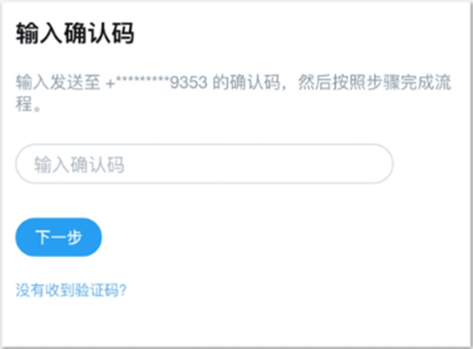 输入确认码
输入发送至 +*********9353 的确认码，然后按照步骤完成流
程。
输入确认码
下一步
没有收到验证码?